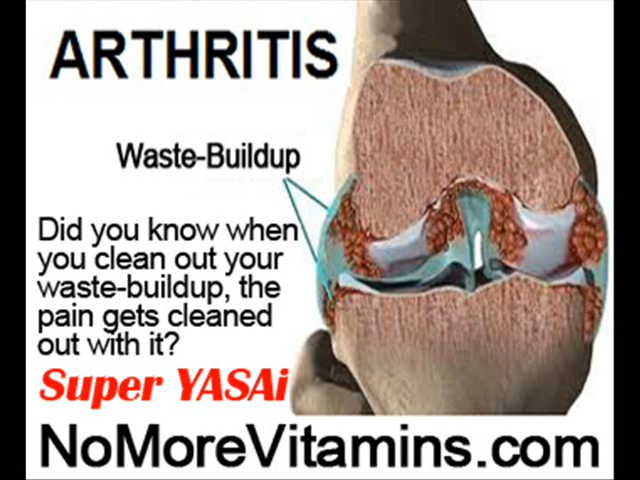 ARTHRITIS
Waste-Buildup
Did you know when
you clean out your
waste-buildup, the
pain gets cleaned
out with it?
Super YASAi
NoMoreVitamins.com